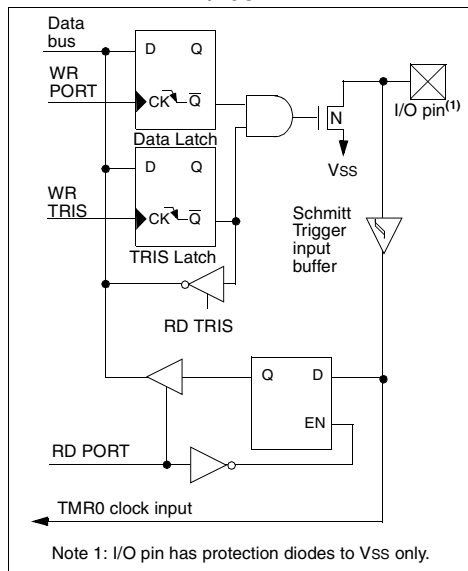 Data
bus
D Q
WR
PORT
CK Q̅
N
I/O pin(1)
Data Latch
VSS
D Q
WR
TRIS
CK Q̅
Schmitt
Trigger
input
buffer
TRIS Latch
RD TRIS
Q D
EN
RD PORT
TMR0 clock input
Note 1: I/O pin has protection diodes to VSS only.